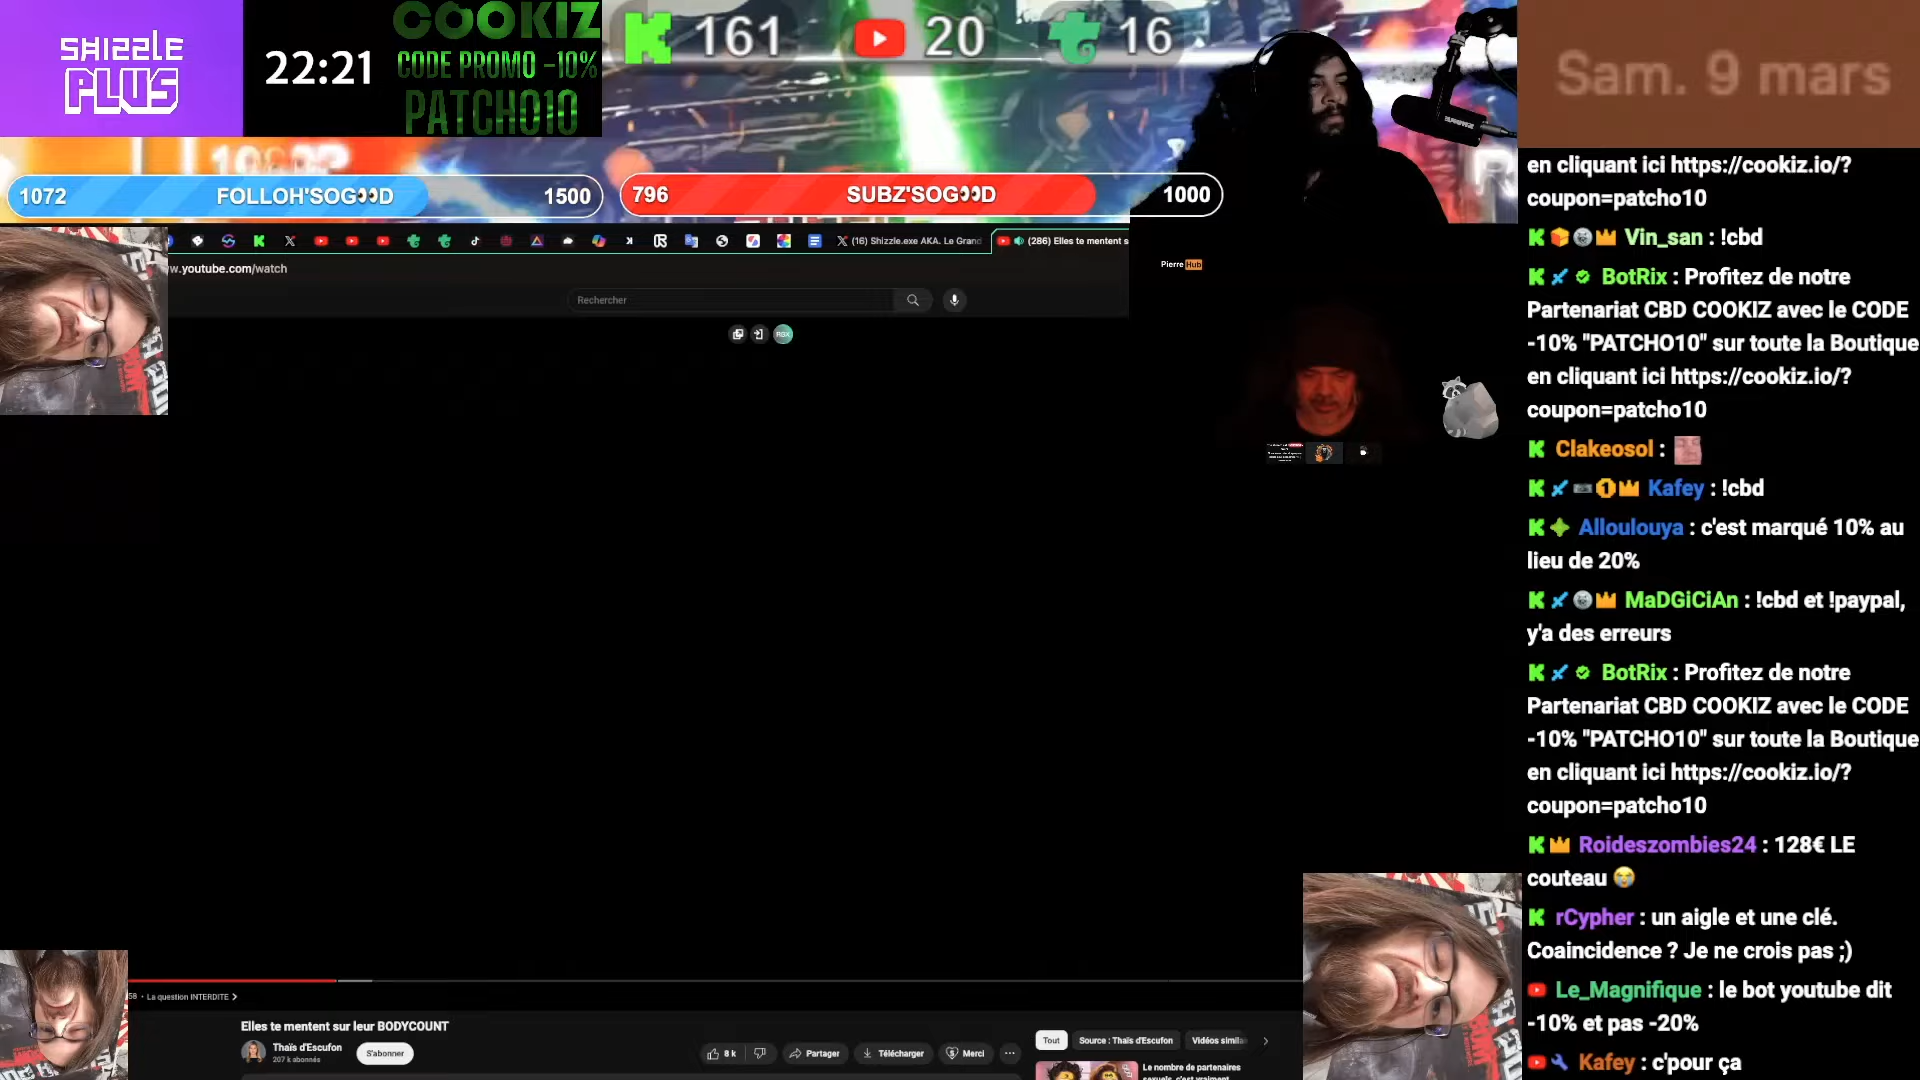 SHIZZLE
PLUS
22:21
COOKIZ
CODE PROMO -10%
PATCHO10
161
20
16
Sam. 9 mars
1072 FOLLOH'SOG👀D 1500
796 SUBZ'SOG👀D 1000
(16) Shizzle.exe AKA. Le Grand
(286) Elles te mentent s
w.youtube.com/watch
Rechercher
Pierre Hub
58 • La question INTERDITE
Elles te mentent sur leur BODYCOUNT
Thaïs d'Escufon
207 k abonnés
S'abonner
8 k
Partager
Télécharger
Merci
Tout
Source : Thaïs d'Escufon
Vidéos simila
Le nombre de partenaires
sexuels, c'est vraiment
en cliquant ici https://cookiz.io/?
coupon=patcho10
Vin_san : !cbd
BotRix : Profitez de notre
Partenariat CBD COOKIZ avec le CODE
-10% "PATCHO10" sur toute la Boutique
en cliquant ici https://cookiz.io/?
coupon=patcho10
Clakeosol :
Kafey : !cbd
Alloulouya : c'est marqué 10% au
lieu de 20%
MaDGiCiAn : !cbd et !paypal,
y'a des erreurs
BotRix : Profitez de notre
Partenariat CBD COOKIZ avec le CODE
-10% "PATCHO10" sur toute la Boutique
en cliquant ici https://cookiz.io/?
coupon=patcho10
Roideszombies24 : 128€ LE
couteau 😭
rCypher : un aigle et une clé.
Coaincidence ? Je ne crois pas ;)
Le_Magnifique : le bot youtube dit
-10% et pas -20%
Kafey : c'pour ça